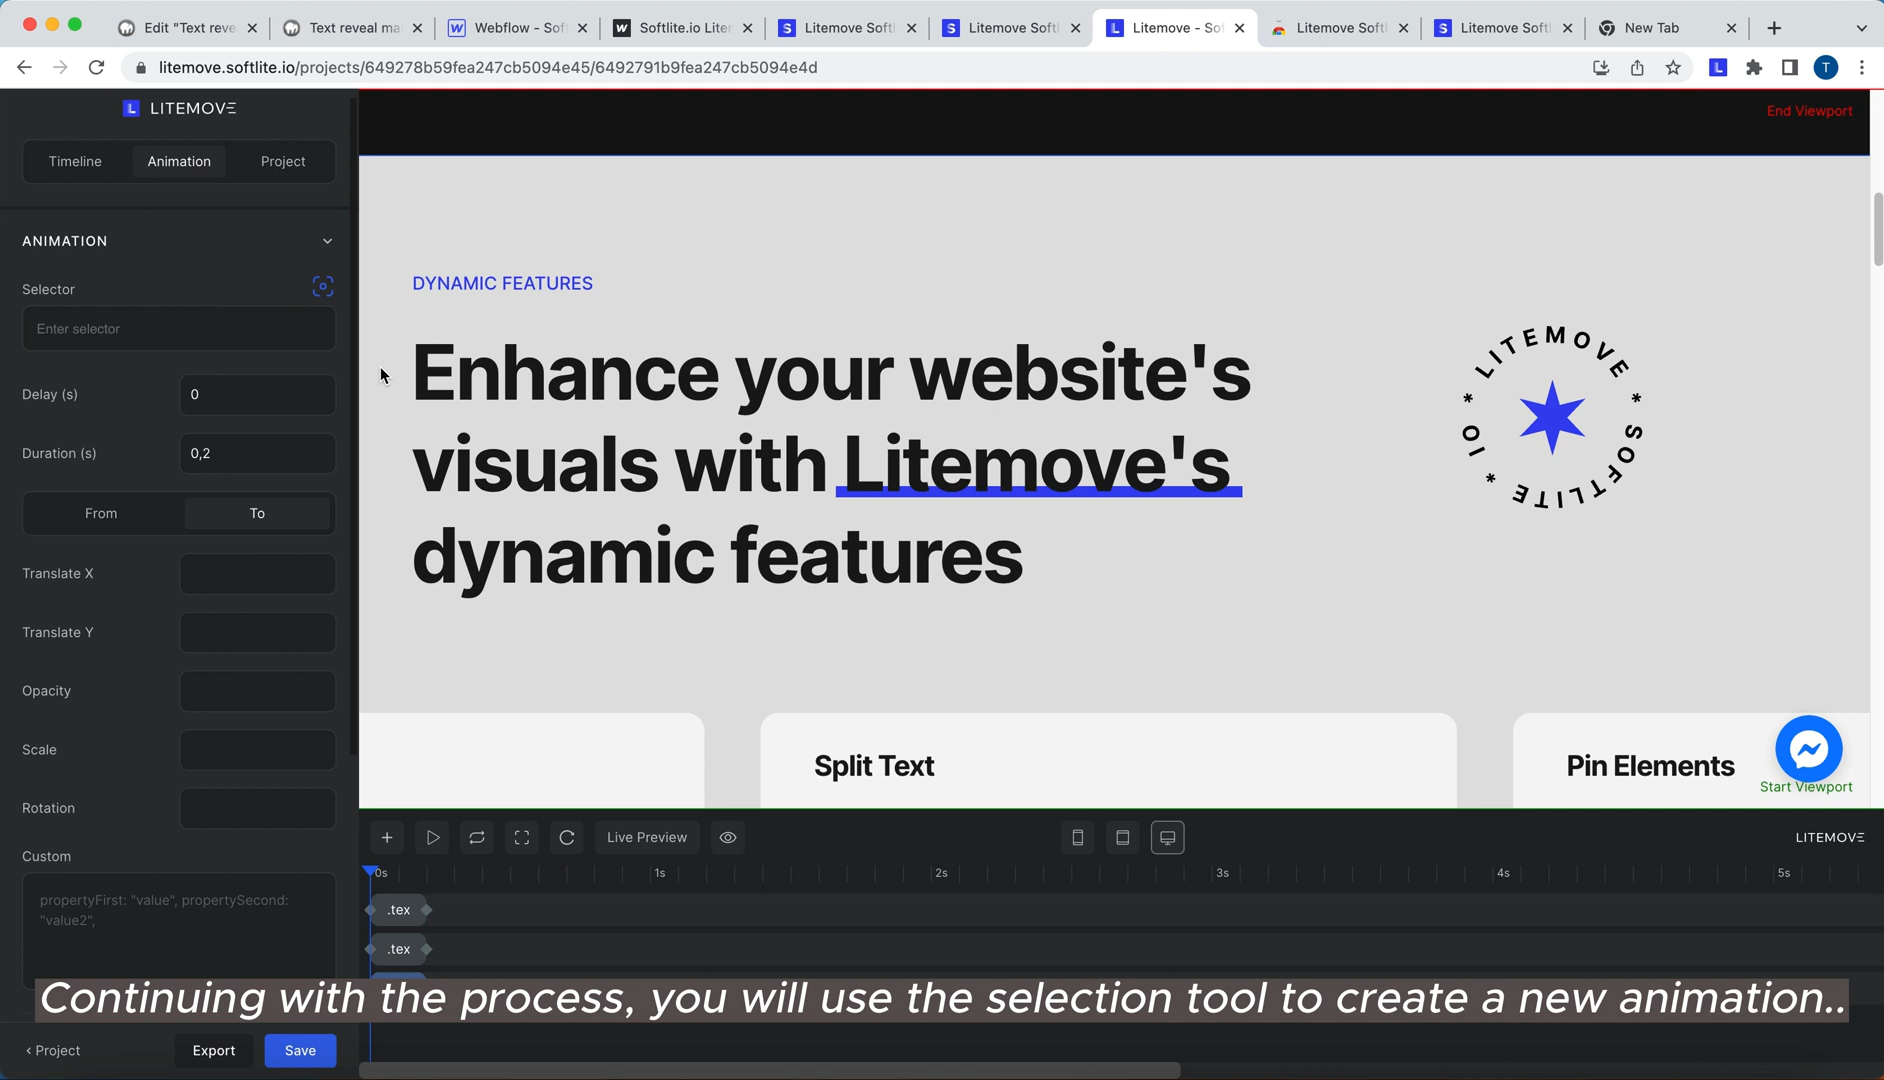 Edit "Text reve
Text reveal ma
Webflow - Sof
Softlite.io Liter
Litemove Softl
Litemove Softl
Litemove - Sof
Litemove Softl
Litemove Softl
New Tab
litemove.softlite.io/projects/649278b59fea247cb5094e45/6492791b9fea247cb5094e4d
T
L LITEMOVE
Timeline
Animation
Project
ANIMATION
Selector
Enter selector
Delay (s)
0
Duration (s)
0,2
From
To
Translate X
Translate Y
Opacity
Scale
Rotation
Custom
propertyFirst: "value", propertySecond:
"value2",
‹ Project
Export
Save
End Viewport
DYNAMIC FEATURES
Enhance your website's
visuals with Litemove's
dynamic features
* LITEMOVE * SOFTLITE * IO
Split Text
Pin Elements
Start Viewport
Live Preview
LITEMOVE
0s
1s
2s
3s
4s
5s
.tex
.tex
Continuing with the process, you will use the selection tool to create a new animation..